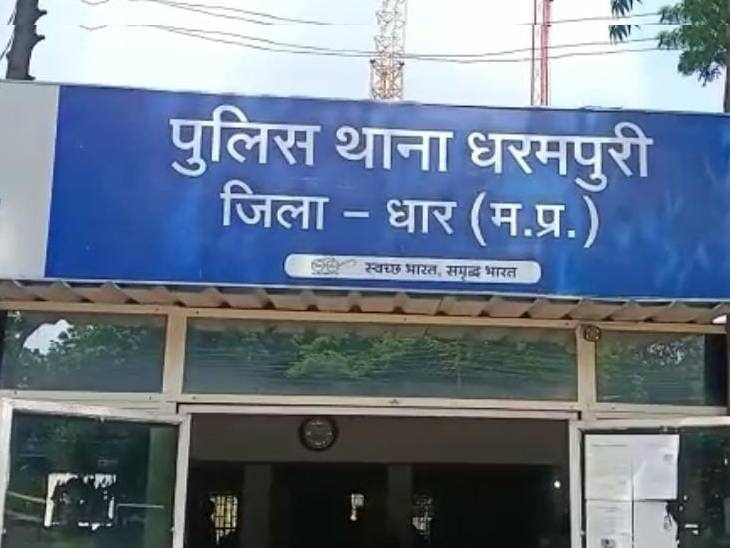 पुलिस थाना धरमपुरी
जिला – धार (म.प्र.)
स्वच्छ भारत, समृद्ध भारत